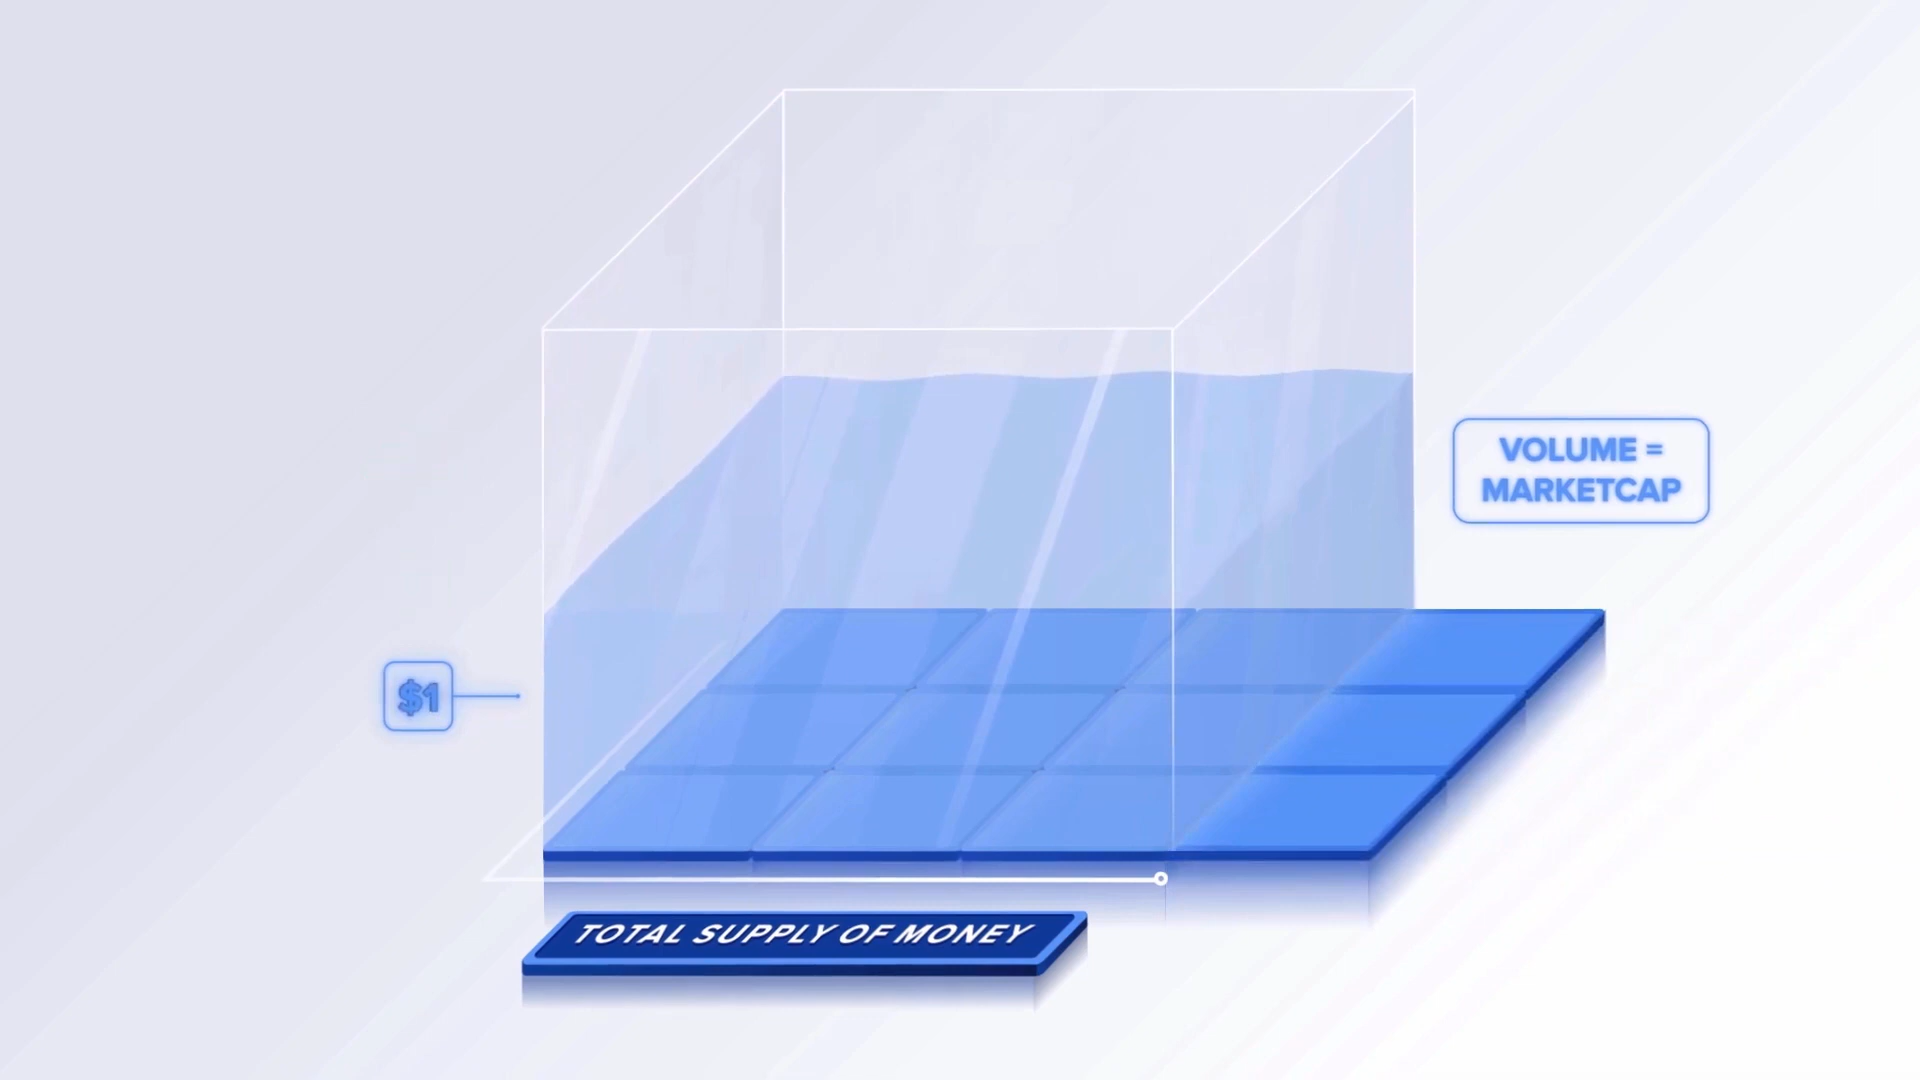 VOLUME =
MARKETCAP
$1
TOTAL SUPPLY OF MONEY